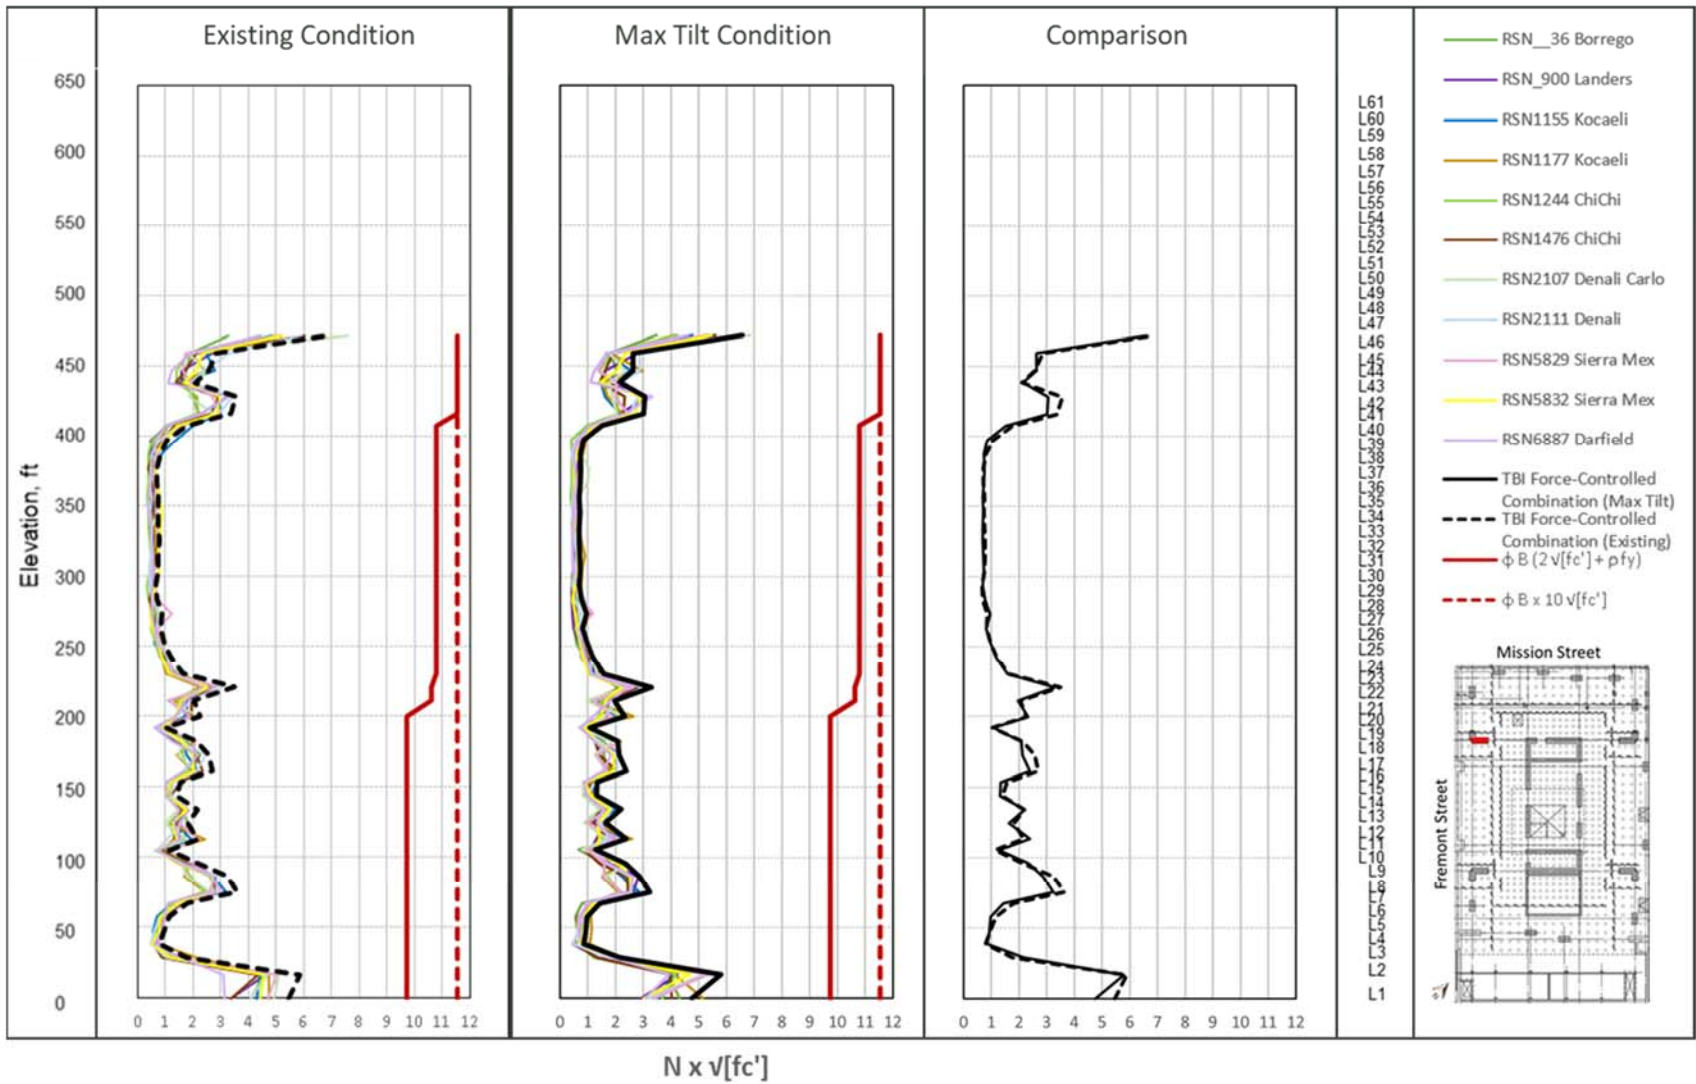 Existing Condition
Max Tilt Condition
Comparison
650
600
550
500
450
400
350
300
250
200
150
100
50
0
Elevation, ft
0 1 2 3 4 5 6 7 8 9 10 11 12
0 1 2 3 4 5 6 7 8 9 10 11 12
0 1 2 3 4 5 6 7 8 9 10 11 12
N x √[fc']
L61
L60
L59
L58
L57
L56
L55
L54
L53
L52
L51
L50
L49
L48
L47
L46
L45
L44
L43
L42
L41
L40
L39
L38
L37
L36
L35
L34
L33
L32
L31
L30
L29
L28
L27
L26
L25
L24
L23
L22
L21
L20
L19
L18
L17
L16
L15
L14
L13
L12
L11
L10
L9
L8
L7
L6
L5
L4
L3
L2
L1
RSN__36 Borrego
RSN_900 Landers
RSN1155 Kocaeli
RSN1177 Kocaeli
RSN1244 ChiChi
RSN1476 ChiChi
RSN2107 Denali Carlo
RSN2111 Denali
RSN5829 Sierra Mex
RSN5832 Sierra Mex
RSN6887 Darfield
TBI Force-Controlled
Combination (Max Tilt)
TBI Force-Controlled
Combination (Existing)
ϕ B (2 √[fc'] + ρfy)
ϕ B x 10 √[fc']
Mission Street
Fremont Street